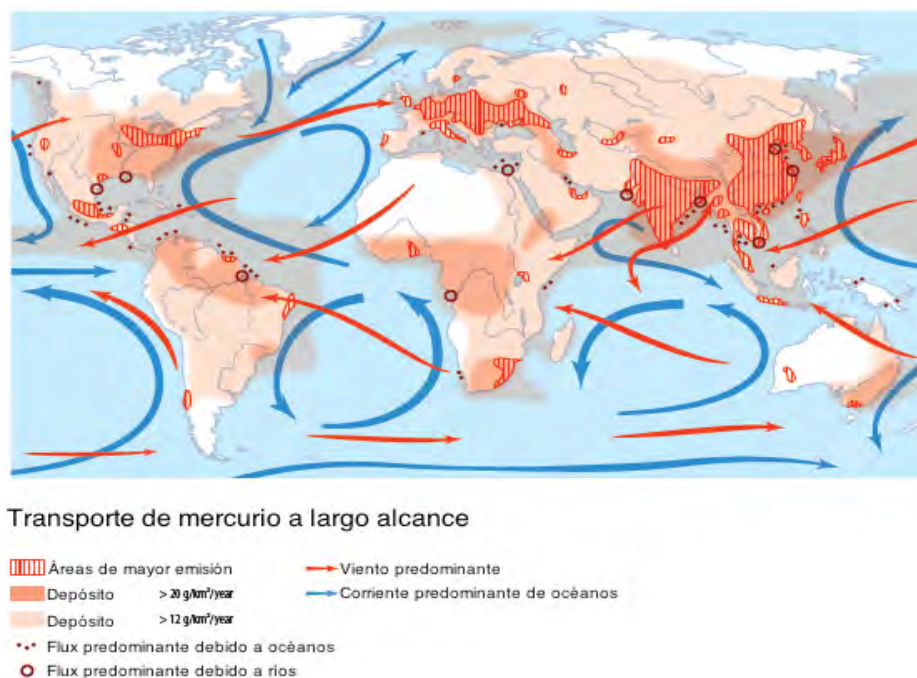 Transporte de mercurio a largo alcance
Áreas de mayor emisión
Depósito > 20 g/km²/year
Depósito > 12 g/km²/year
Flux predominante debido a océanos
Flux predominante debido a ríos
Viento predominante
Corriente predominante de océanos